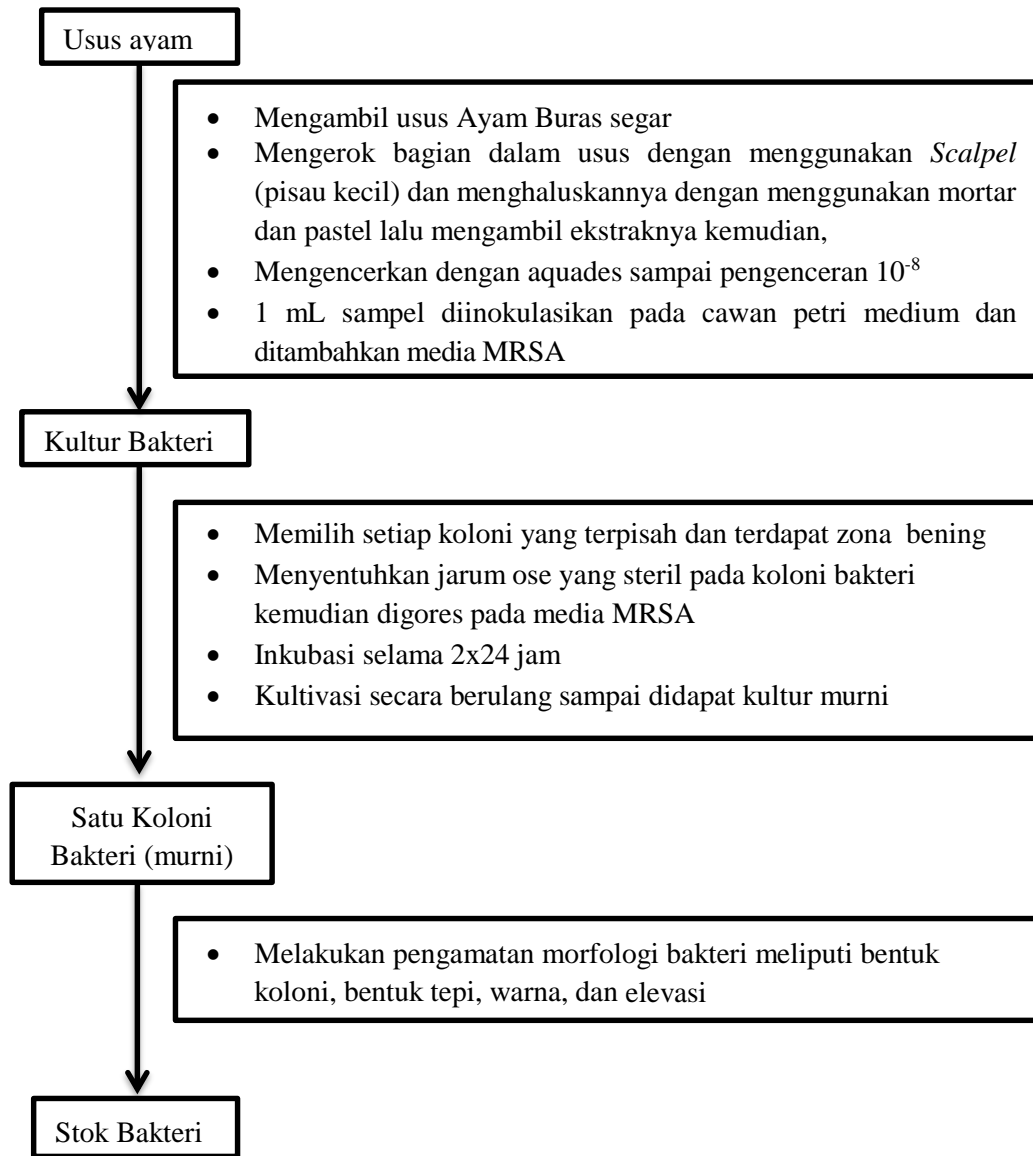 Usus ayam
• Mengambil usus Ayam Buras segar
• Mengerok bagian dalam usus dengan menggunakan Scalpel
(pisau kecil) dan menghaluskannya dengan menggunakan mortar
dan pastel lalu mengambil ekstraknya kemudian,
• Mengencerkan dengan aquades sampai pengenceran 10⁻⁸
• 1 mL sampel diinokulasikan pada cawan petri medium dan
ditambahkan media MRSA
Kultur Bakteri
• Memilih setiap koloni yang terpisah dan terdapat zona bening
• Menyentuhkan jarum ose yang steril pada koloni bakteri
kemudian digores pada media MRSA
• Inkubasi selama 2x24 jam
• Kultivasi secara berulang sampai didapat kultur murni
Satu Koloni
Bakteri (murni)
• Melakukan pengamatan morfologi bakteri meliputi bentuk
koloni, bentuk tepi, warna, dan elevasi
Stok Bakteri